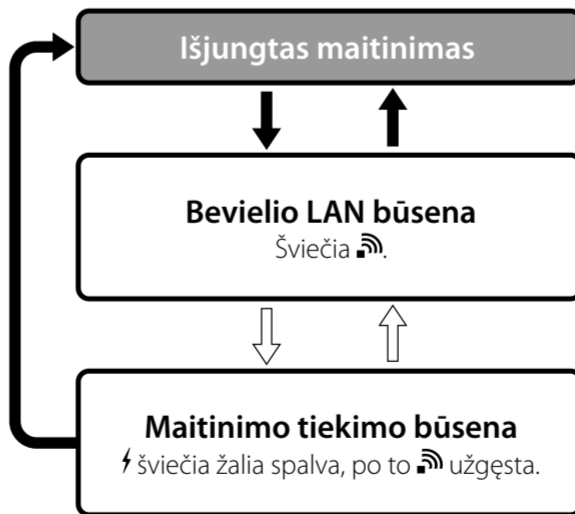 Išjungtas maitinimas
Bevielio LAN būsena
Šviečia .
Maitinimo tiekimo būsena
šviečia žalia spalva, po to užgęsta.